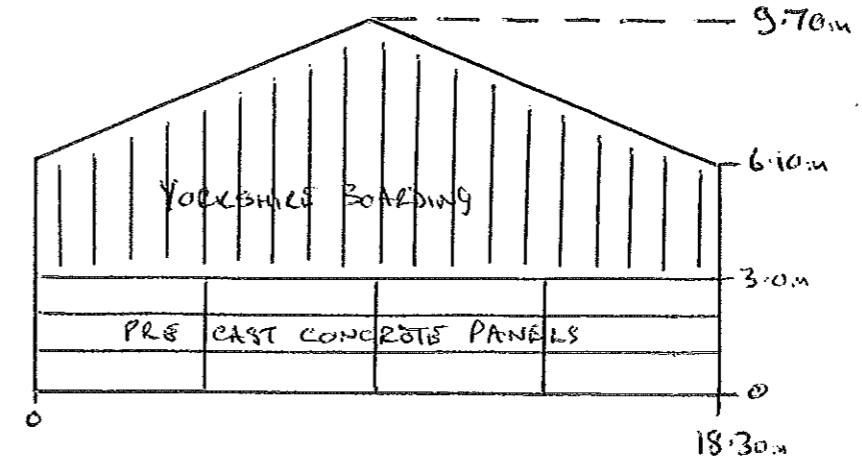 9.70m
6.10m
YORKSHIRE BOARDING
3.0m
PRE CAST CONCRETE PANELS
0
0
18.30m